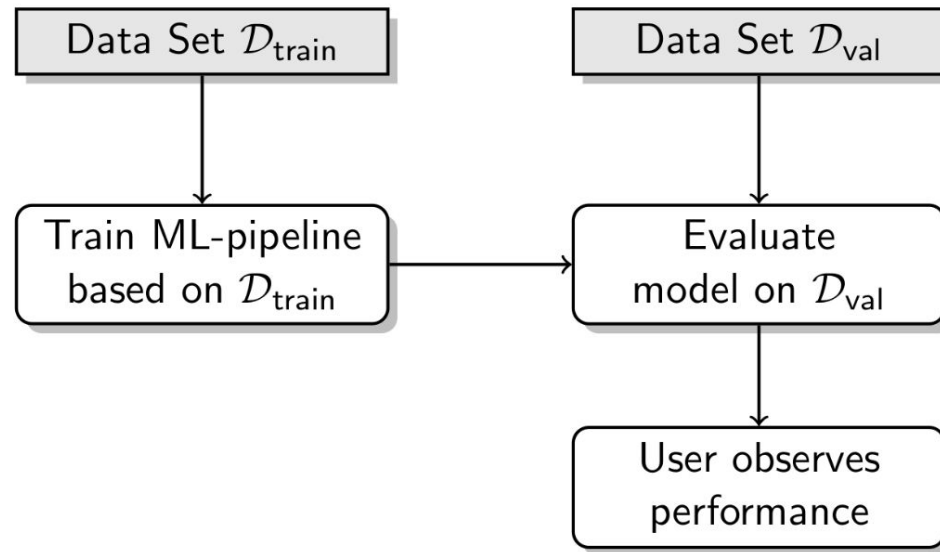 Data Set 𝒟train
Data Set 𝒟val
Train ML-pipeline
based on 𝒟train
Evaluate
model on 𝒟val
User observes
performance